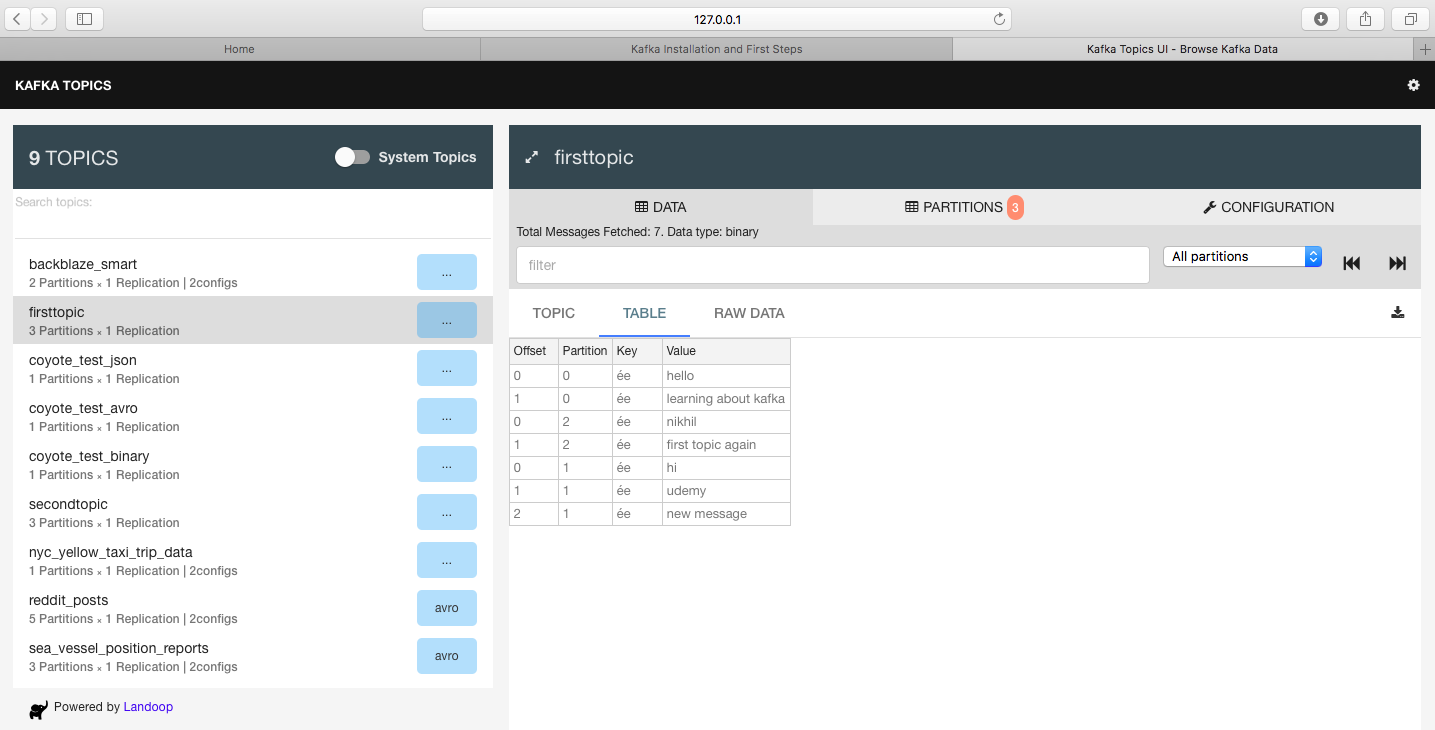 127.0.0.1
Home
Kafka Installation and First Steps
Kafka Topics UI - Browse Kafka Data
KAFKA TOPICS
9 TOPICS
System Topics
Search topics:
backblaze_smart
2 Partitions × 1 Replication | 2configs
...
firsttopic
3 Partitions × 1 Replication
...
coyote_test_json
1 Partitions × 1 Replication
...
coyote_test_avro
1 Partitions × 1 Replication
...
coyote_test_binary
1 Partitions × 1 Replication
...
secondtopic
3 Partitions × 1 Replication
...
nyc_yellow_taxi_trip_data
1 Partitions × 1 Replication | 2configs
...
reddit_posts
5 Partitions × 1 Replication | 2configs
avro
sea_vessel_position_reports
3 Partitions × 1 Replication | 2configs
avro
Powered by Landoop
firsttopic
DATA
PARTITIONS 3
CONFIGURATION
Total Messages Fetched: 7. Data type: binary
filter
All partitions
TOPIC TABLE RAW DATA
Offset Partition Key Value
0 0 ée hello
1 0 ée learning about kafka
0 2 ée nikhil
1 2 ée first topic again
0 1 ée hi
1 1 ée udemy
2 1 ée new message